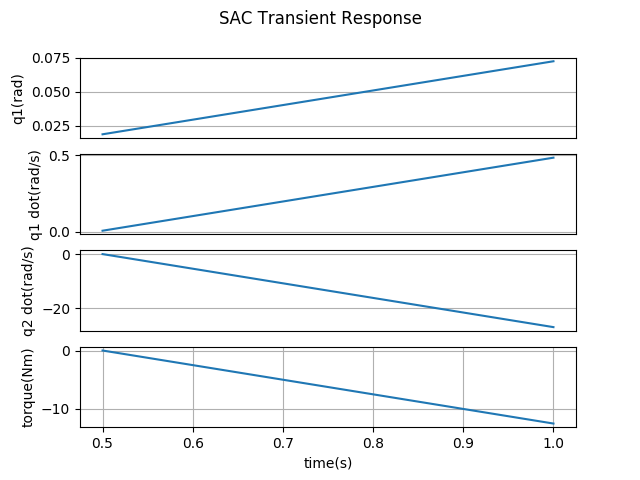 SAC Transient Response
q1(rad)
0.075
0.050
0.025
q1 dot(rad/s)
0.5
0.0
q2 dot(rad/s)
0
−20
torque(Nm)
0
−10
0.5 0.6 0.7 0.8 0.9 1.0
time(s)